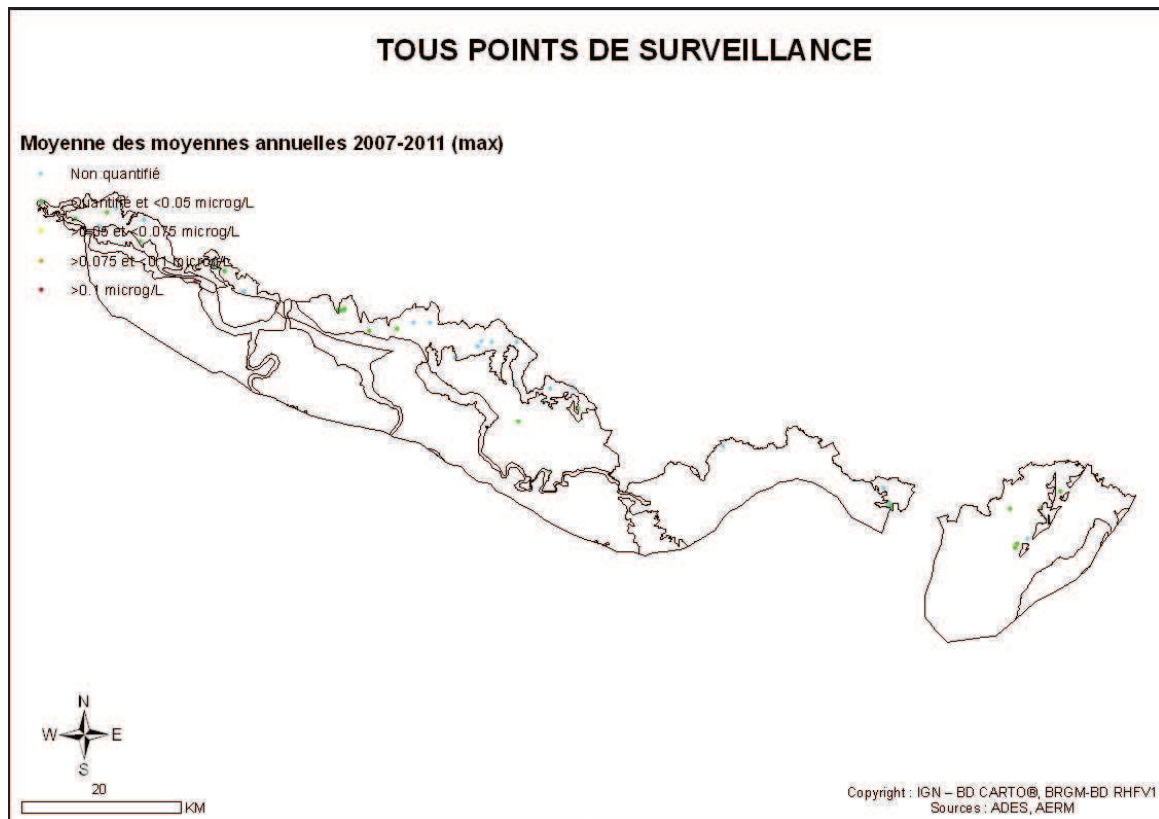 TOUS POINTS DE SURVEILLANCE
Moyenne des moyennes annuelles 2007-2011 (max)
Non quantifié
Quantifié et <0.05 microg/L
>0.05 et <0.075 microg/L
>0.075 et <0.1 microg/L
>0.1 microg/L
N
W E
S
20
KM
Copyright : IGN – BD CARTO®, BRGM-BD RHFV1
Sources : ADES, AERM